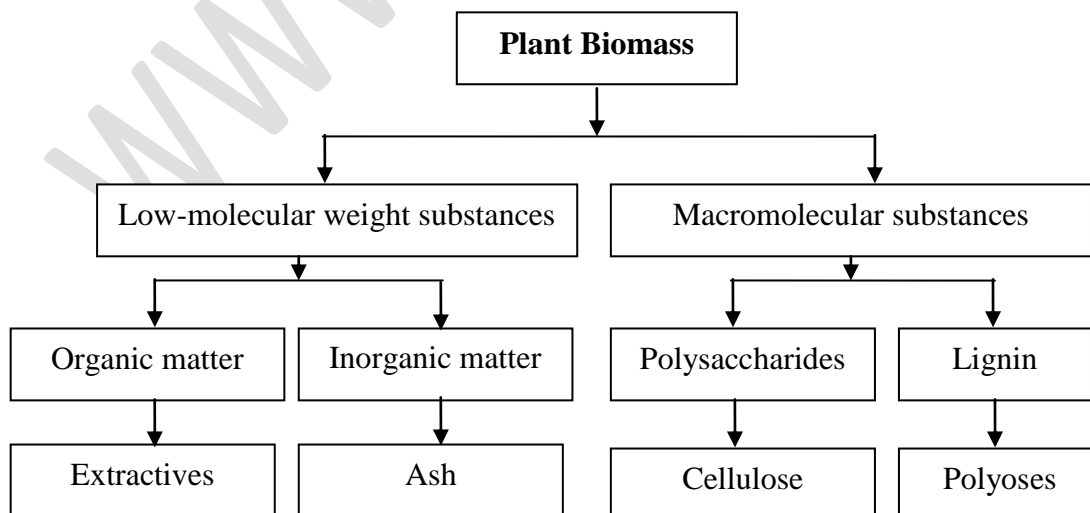 Plant Biomass
Low-molecular weight substances
Macromolecular substances
Organic matter
Inorganic matter
Polysaccharides
Lignin
Extractives
Ash
Cellulose
Polyoses